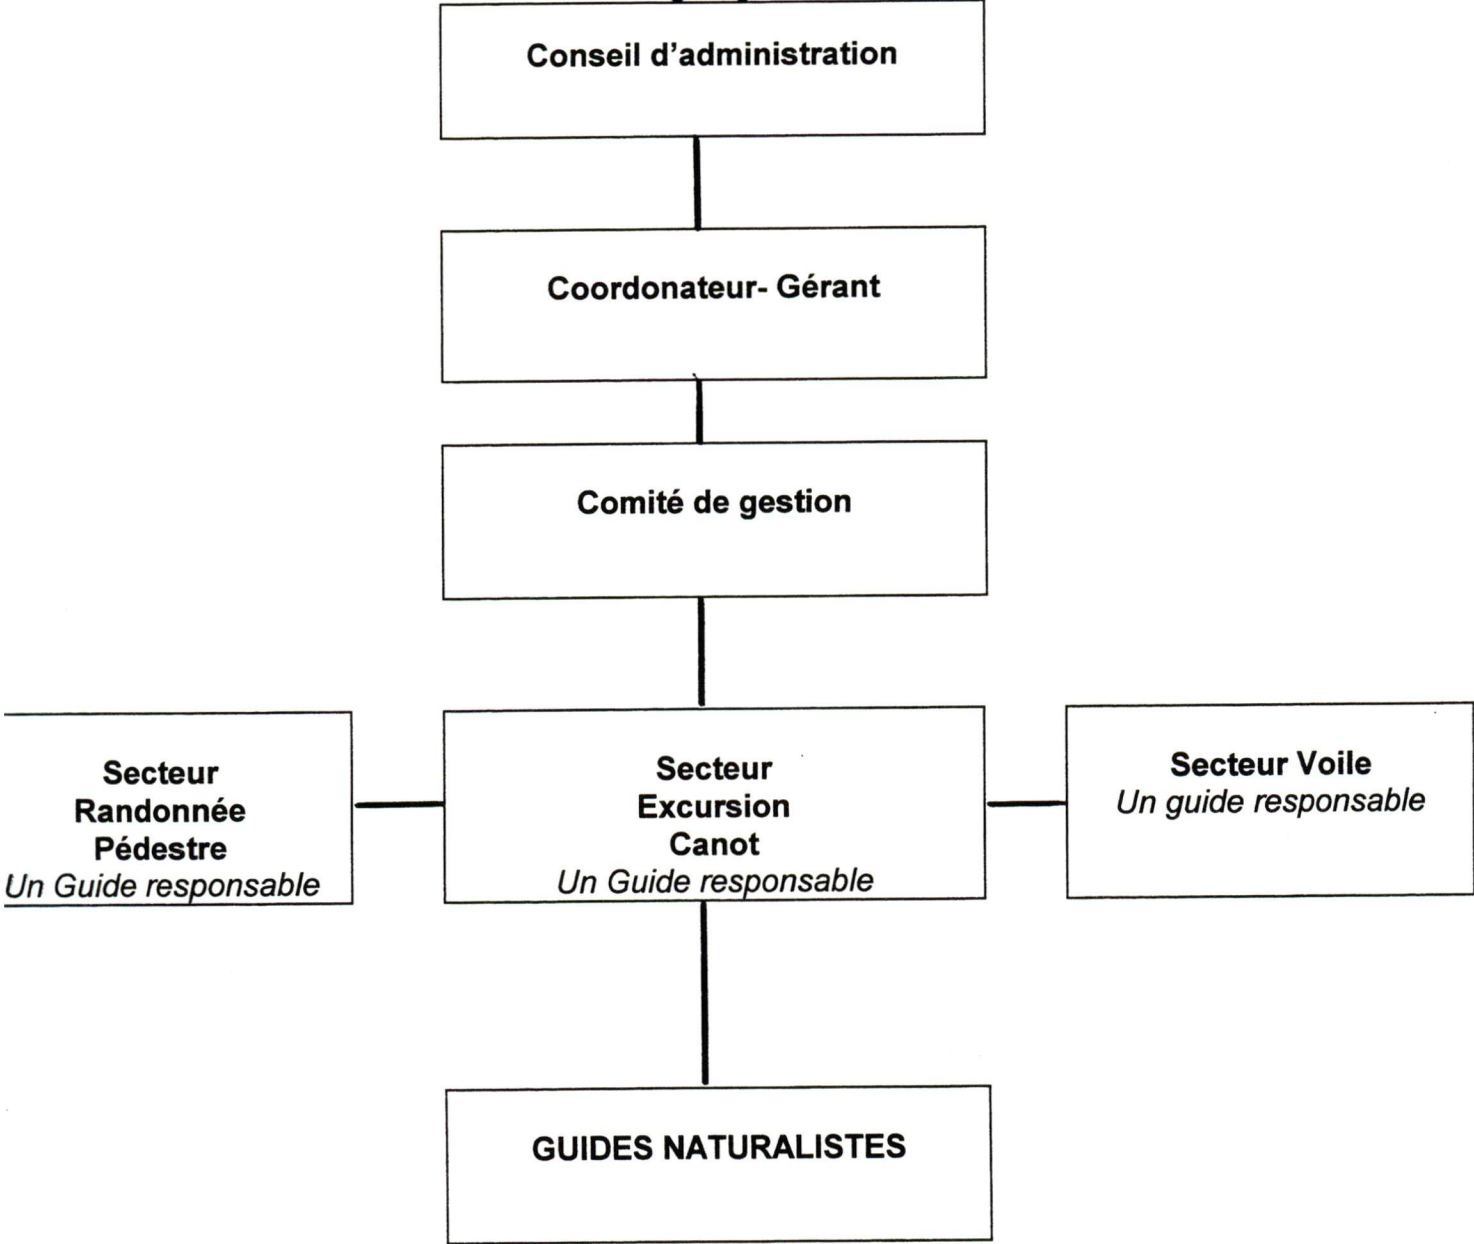 Conseil d'administration
Coordonateur- Gérant
Comité de gestion
Secteur
Randonnée
Pédestre
Un Guide responsable
Secteur
Excursion
Canot
Un Guide responsable
Secteur Voile
Un guide responsable
GUIDES NATURALISTES